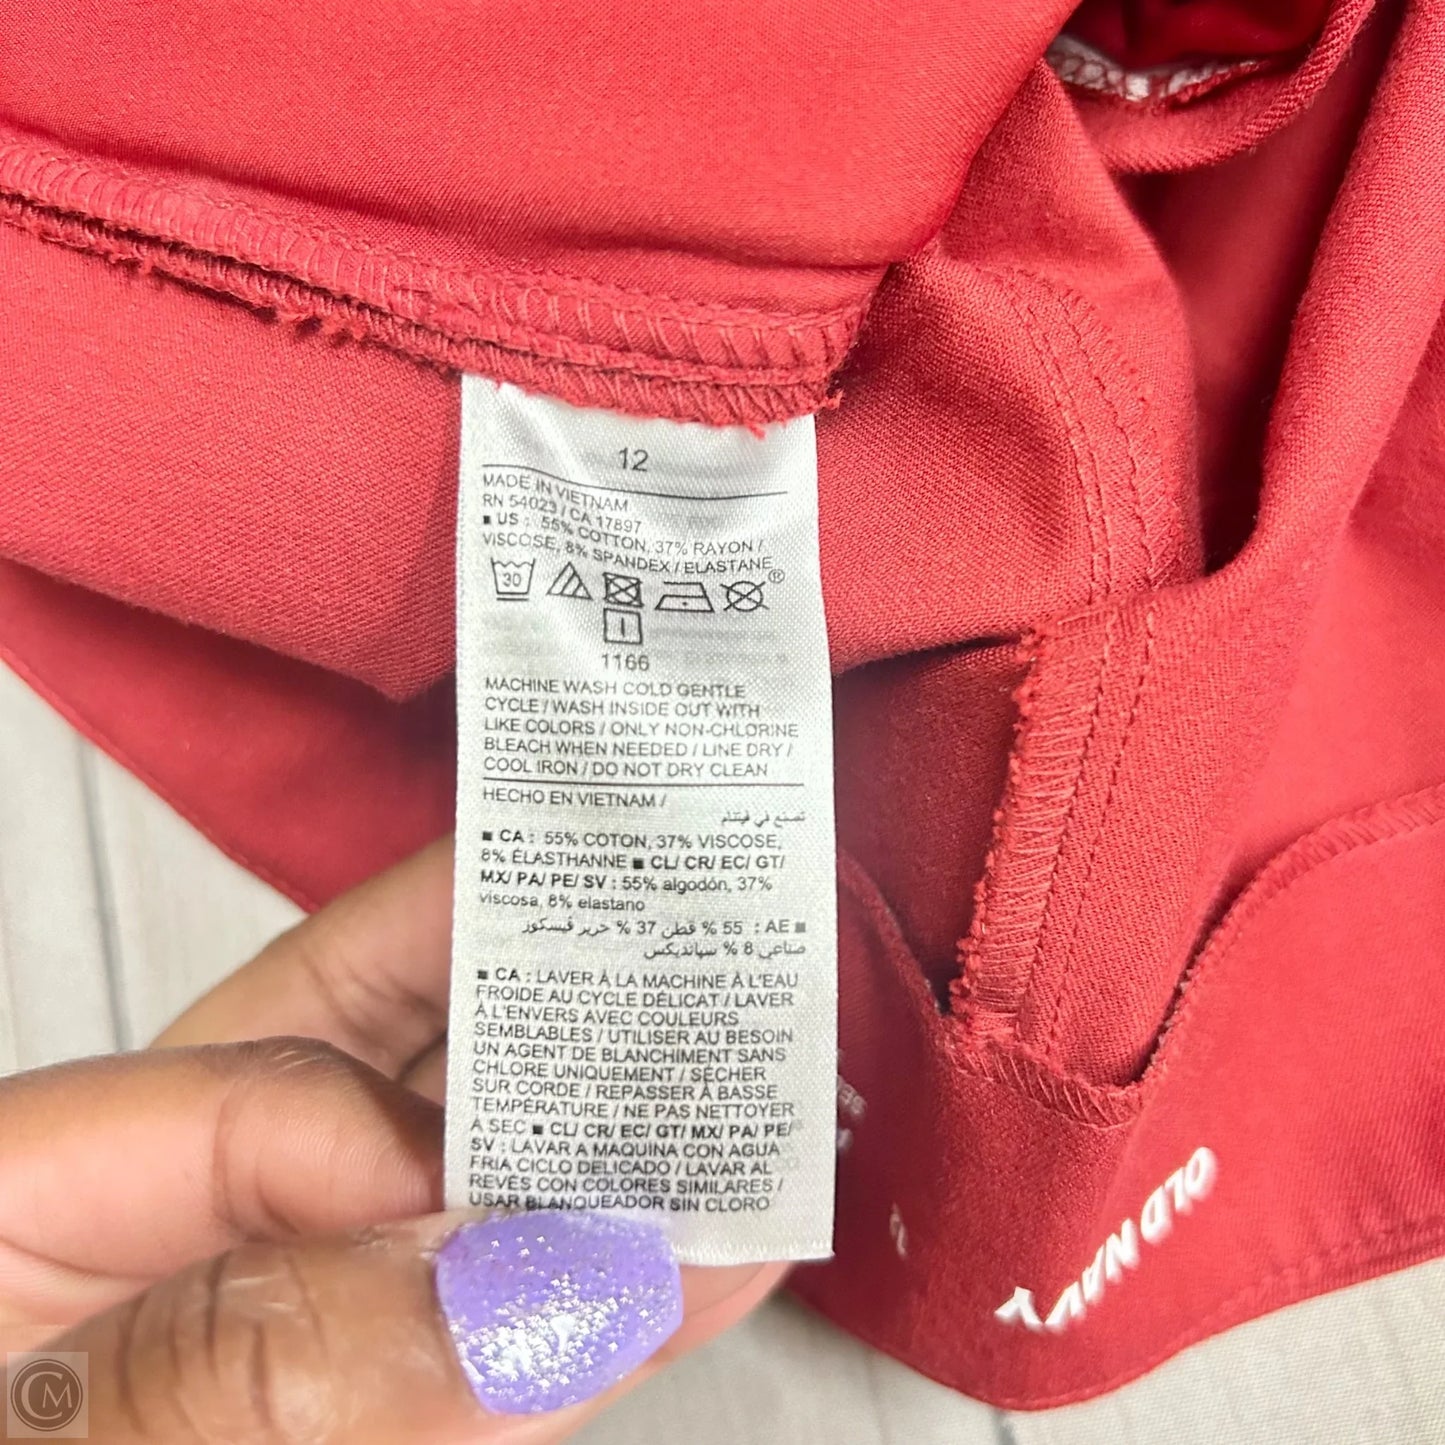 12
MADE IN VIETNAM
RN 54023 / CA 17897
■ US : 55% COTTON, 37% RAYON /
VISCOSE, 8% SPANDEX / ELASTANE
30
®
1166
MACHINE WASH COLD GENTLE
CYCLE / WASH INSIDE OUT WITH
LIKE COLORS / ONLY NON-CHLORINE
BLEACH WHEN NEEDED / LINE DRY /
COOL IRON / DO NOT DRY CLEAN
HECHO EN VIETNAM /
تصنع في فيتنام
■ CA : 55% COTON, 37% VISCOSE,
8% ÉLASTHANNE ■ CL/ CR/ EC/ GT/
MX/ PA/ PE/ SV : 55% algodón, 37%
viscosa, 8% elastano
■ AE : 55 % قطن 37 % حرير ڤيسكوز
صناعي 8 % سپانديكس
■ CA : LAVER À LA MACHINE À L'EAU
FROIDE AU CYCLE DÉLICAT / LAVER
À L'ENVERS AVEC COULEURS
SEMBLABLES / UTILISER AU BESOIN
UN AGENT DE BLANCHIMENT SANS
CHLORE UNIQUEMENT / SÉCHER
SUR CORDE / REPASSER À BASSE
TEMPÉRATURE / NE PAS NETTOYER
À SEC ■ CL/ CR/ EC/ GT/ MX/ PA/ PE/
SV : LAVAR A MAQUINA CON AGUA
FRIA CICLO DELICADO / LAVAR AL
REVÉS CON COLORES SIMILARES /
USAR BLANQUEADOR SIN CLORO
OLD NAVY
CM